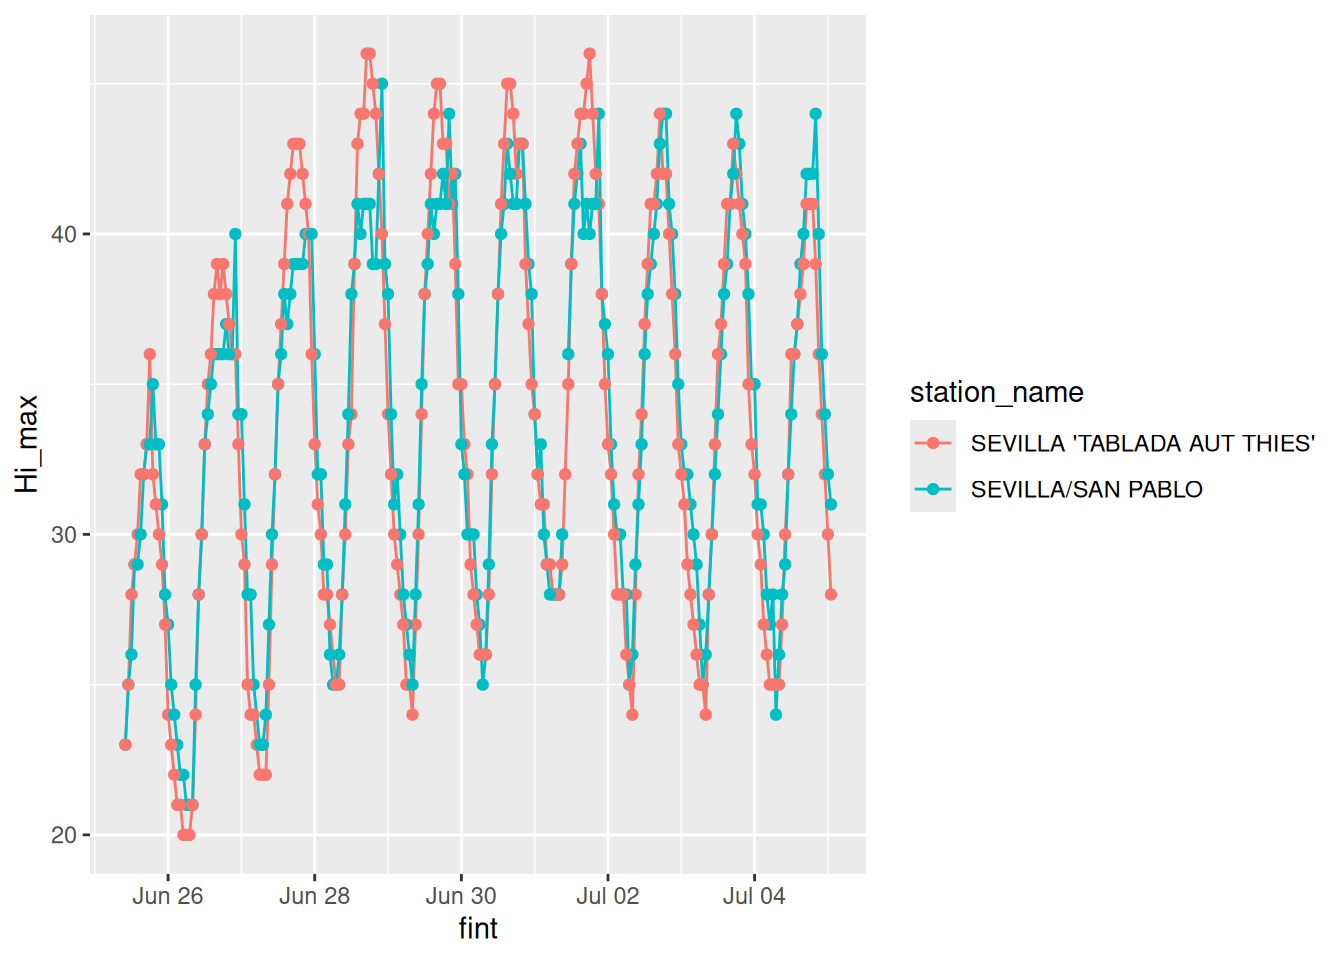 Hi_max
40
30
20
Jun 26
Jun 28
Jun 30
Jul 02
Jul 04
fint
station_name
SEVILLA 'TABLADA AUT THIES'
SEVILLA/SAN PABLO